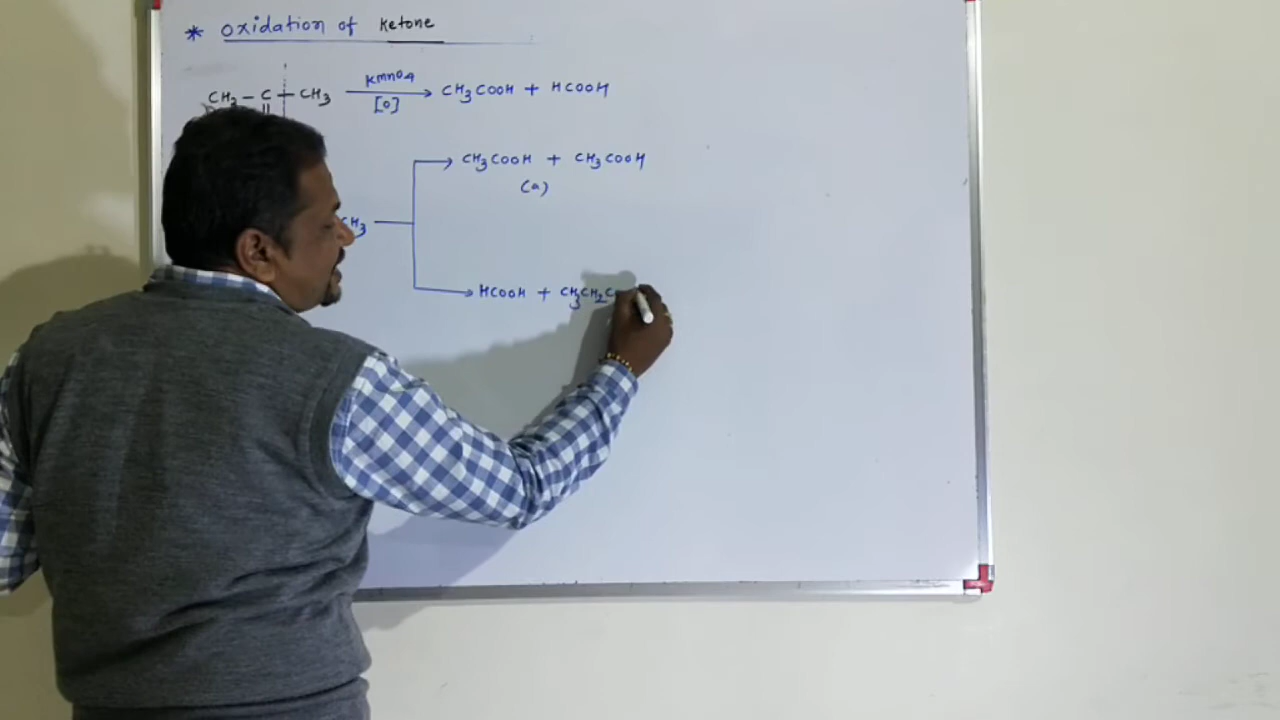 * Oxidation of Ketone
CH3 – C – CH3 KMnO4 [O] CH3COOH + HCOOH
CH3COOH + CH3COOH
(a)
CH3
HCOOH + CH3CH2C